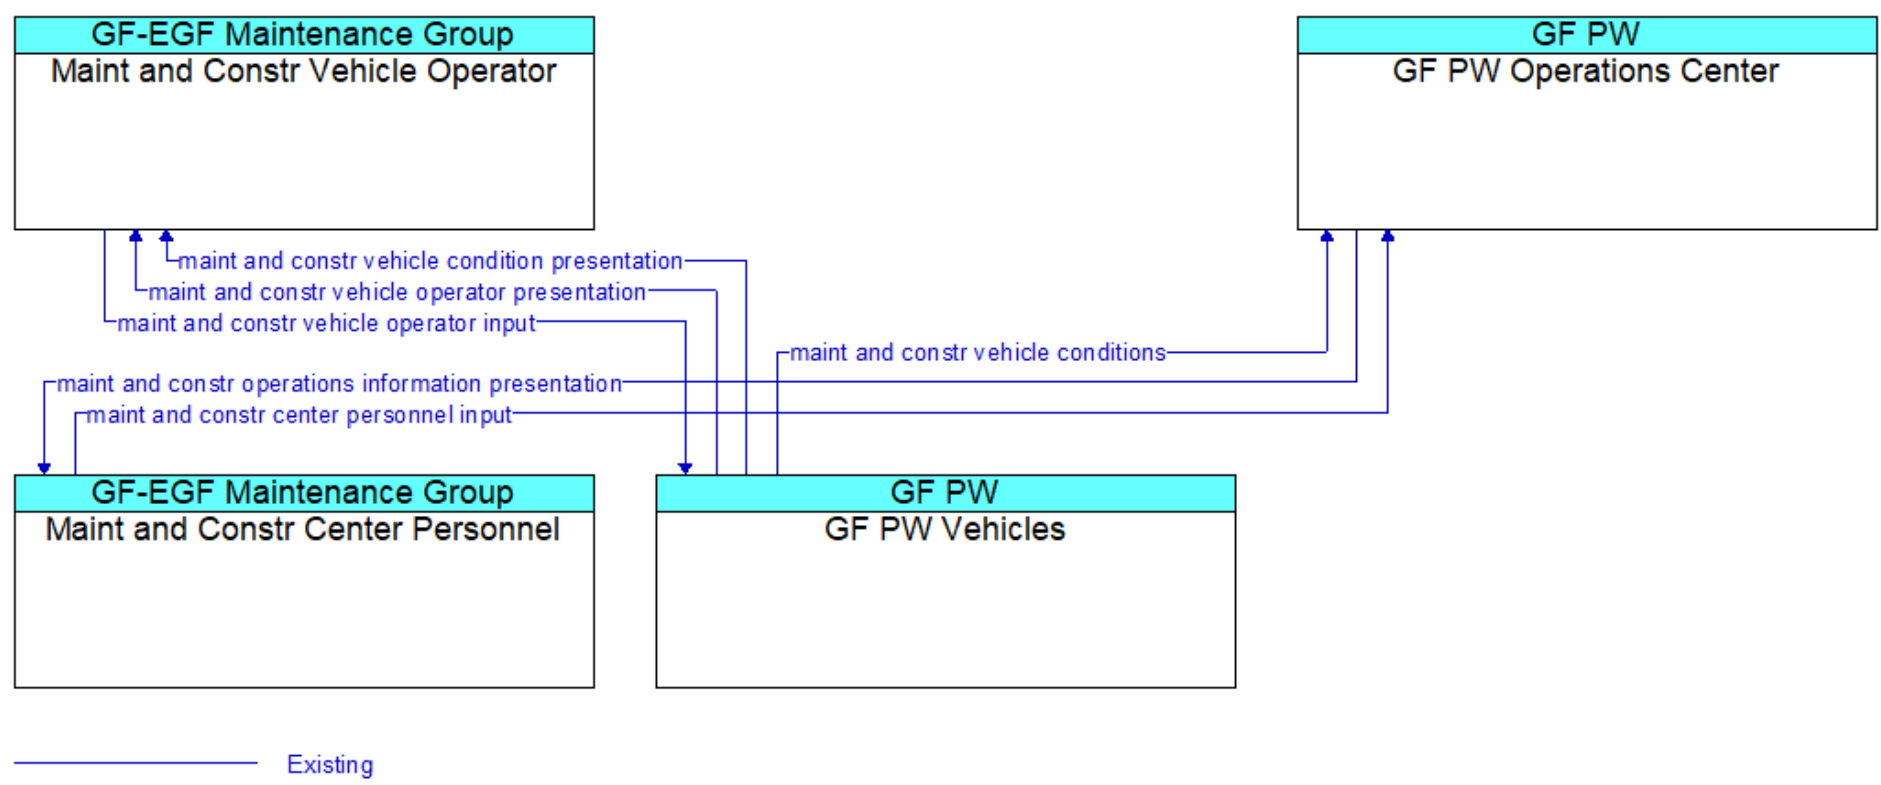 GF-EGF Maintenance Group
Maint and Constr Vehicle Operator
GF PW
GF PW Operations Center
maint and constr vehicle condition presentation
maint and constr vehicle operator presentation
maint and constr vehicle operator input
maint and constr vehicle conditions
maint and constr operations information presentation
maint and constr center personnel input
GF-EGF Maintenance Group
Maint and Constr Center Personnel
GF PW
GF PW Vehicles
Existing